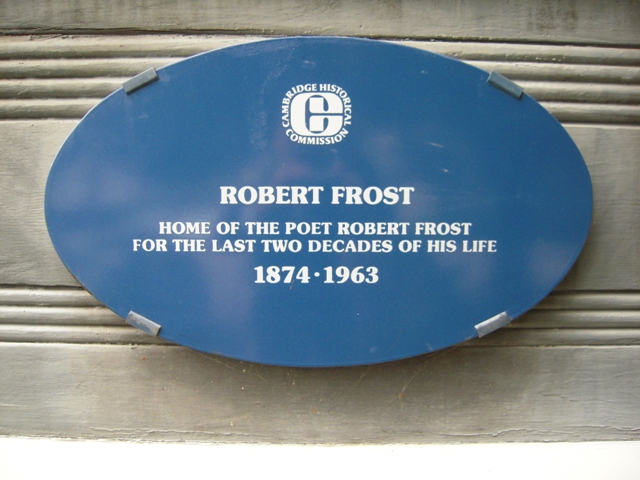 CAMBRIDGE HISTORICAL
C
COMMISSION
ROBERT FROST
HOME OF THE POET ROBERT FROST
FOR THE LAST TWO DECADES OF HIS LIFE
1874·1963